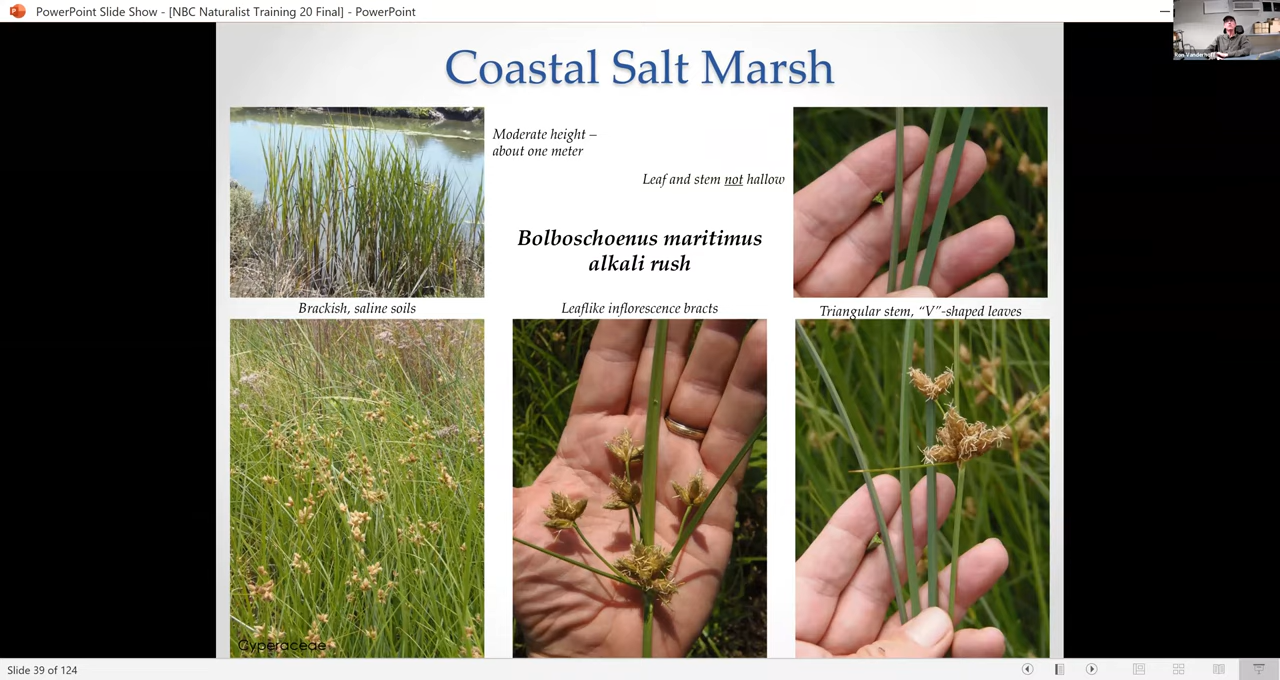 PowerPoint Slide Show - [NBC Naturalist Training 20 Final] - PowerPoint
Ron Vanderhoff
Coastal Salt Marsh
Moderate height –
about one meter
Leaf and stem not hallow
Bolboschoenus maritimus
alkali rush
Brackish, saline soils
Leaflike inflorescence bracts
Triangular stem, “V”-shaped leaves
Cyperaceae
Slide 39 of 124